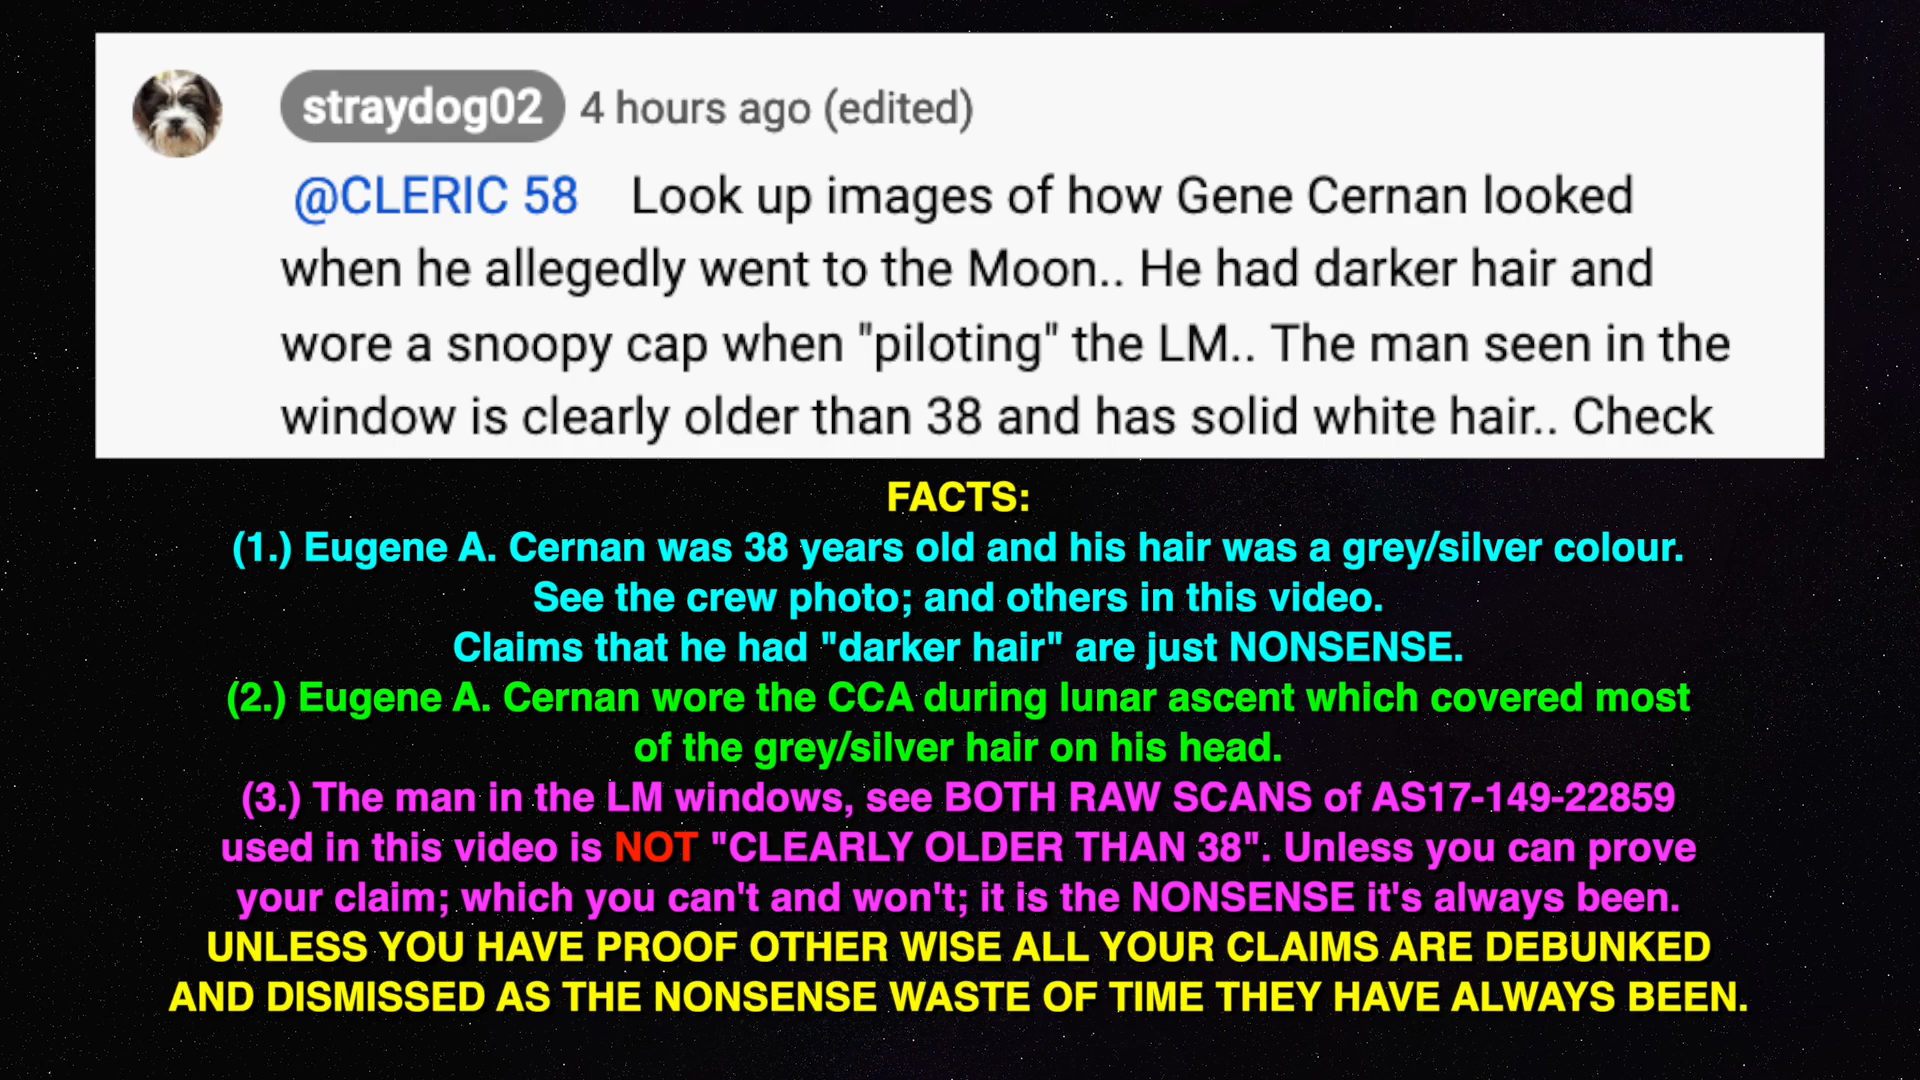 straydog02 4 hours ago (edited)
@CLERIC 58 Look up images of how Gene Cernan looked
when he allegedly went to the Moon.. He had darker hair and
wore a snoopy cap when "piloting" the LM.. The man seen in the
window is clearly older than 38 and has solid white hair.. Check
FACTS:
(1.) Eugene A. Cernan was 38 years old and his hair was a grey/silver colour.
See the crew photo; and others in this video.
Claims that he had "darker hair" are just NONSENSE.
(2.) Eugene A. Cernan wore the CCA during lunar ascent which covered most
of the grey/silver hair on his head.
(3.) The man in the LM windows, see BOTH RAW SCANS of AS17-149-22859
used in this video is NOT "CLEARLY OLDER THAN 38". Unless you can prove
your claim; which you can't and won't; it is the NONSENSE it's always been.
UNLESS YOU HAVE PROOF OTHER WISE ALL YOUR CLAIMS ARE DEBUNKED
AND DISMISSED AS THE NONSENSE WASTE OF TIME THEY HAVE ALWAYS BEEN.